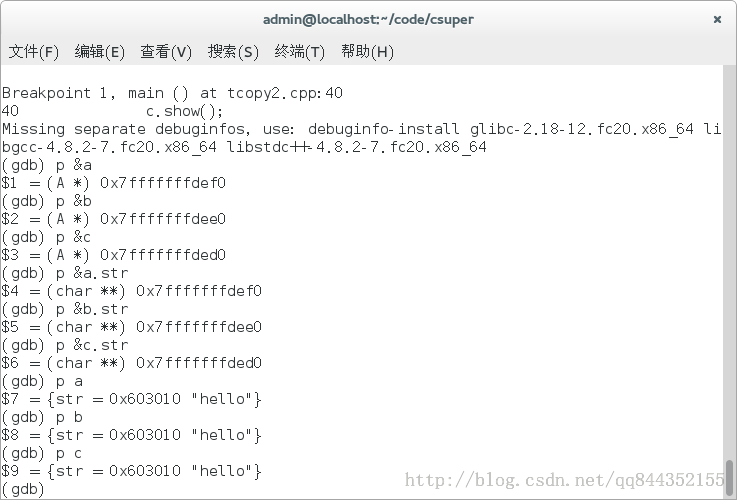 admin@localhost:~/code/csuper ×
文件(F) 编辑(E) 查看(V) 搜索(S) 终端(T) 帮助(H)
Breakpoint 1, main () at tcopy2.cpp:40
40 c.show();
Missing separate debuginfos, use: debuginfo-install glibc-2.18-12.fc20.x86_64 li
bgcc-4.8.2-7.fc20.x86_64 libstdc++-4.8.2-7.fc20.x86_64
(gdb) p &a
$1 = (A *) 0x7fffffffdef0
(gdb) p &b
$2 = (A *) 0x7fffffffdee0
(gdb) p &c
$3 = (A *) 0x7fffffffded0
(gdb) p &a.str
$4 = (char **) 0x7fffffffdef0
(gdb) p &b.str
$5 = (char **) 0x7fffffffdee0
(gdb) p &c.str
$6 = (char **) 0x7fffffffded0
(gdb) p a
$7 = {str = 0x603010 "hello"}
(gdb) p b
$8 = {str = 0x603010 "hello"}
(gdb) p c
$9 = {str = 0x603010 "hello"}
(gdb)
http://blog.csdn.net/qq844352155